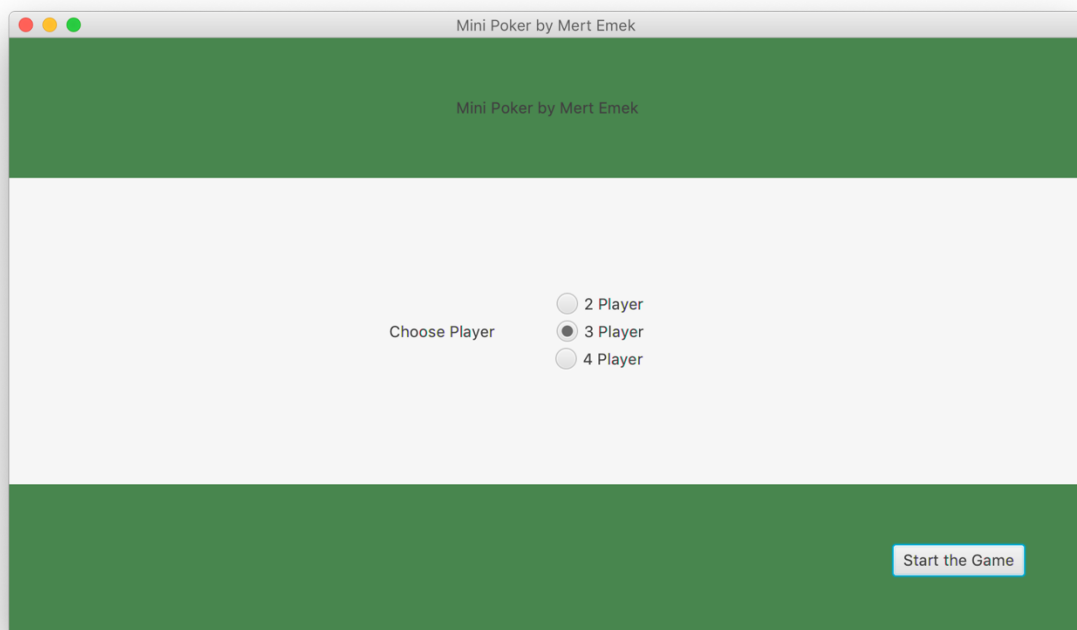 Mini Poker by Mert Emek
Mini Poker by Mert Emek
2 Player
Choose Player
3 Player
4 Player
Start the Game